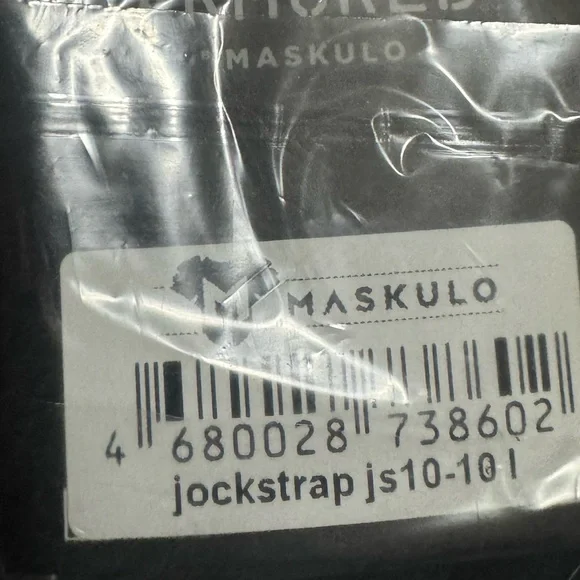 MASKULO
M MASKULO
4 680028 738602
jockstrap js10-10 l